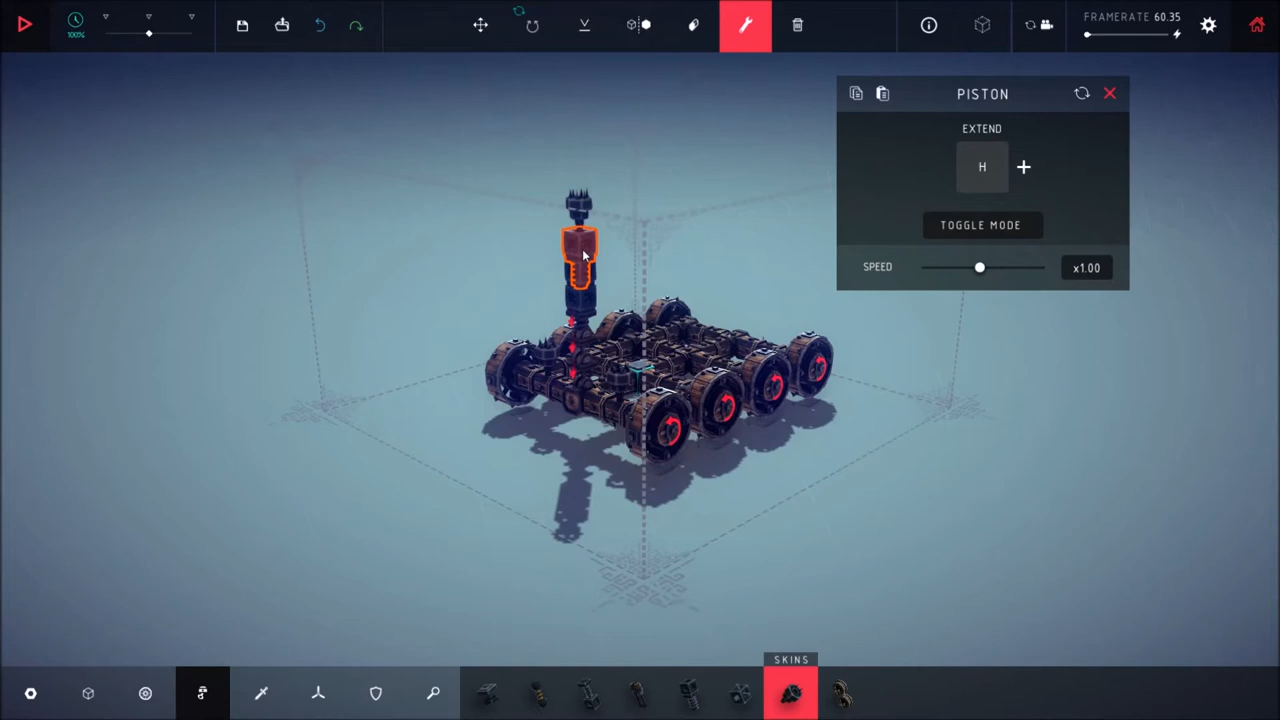 100%
FRAMERATE 60.35
PISTON
EXTEND
H
TOGGLE MODE
SPEED
x1.00
SKINS